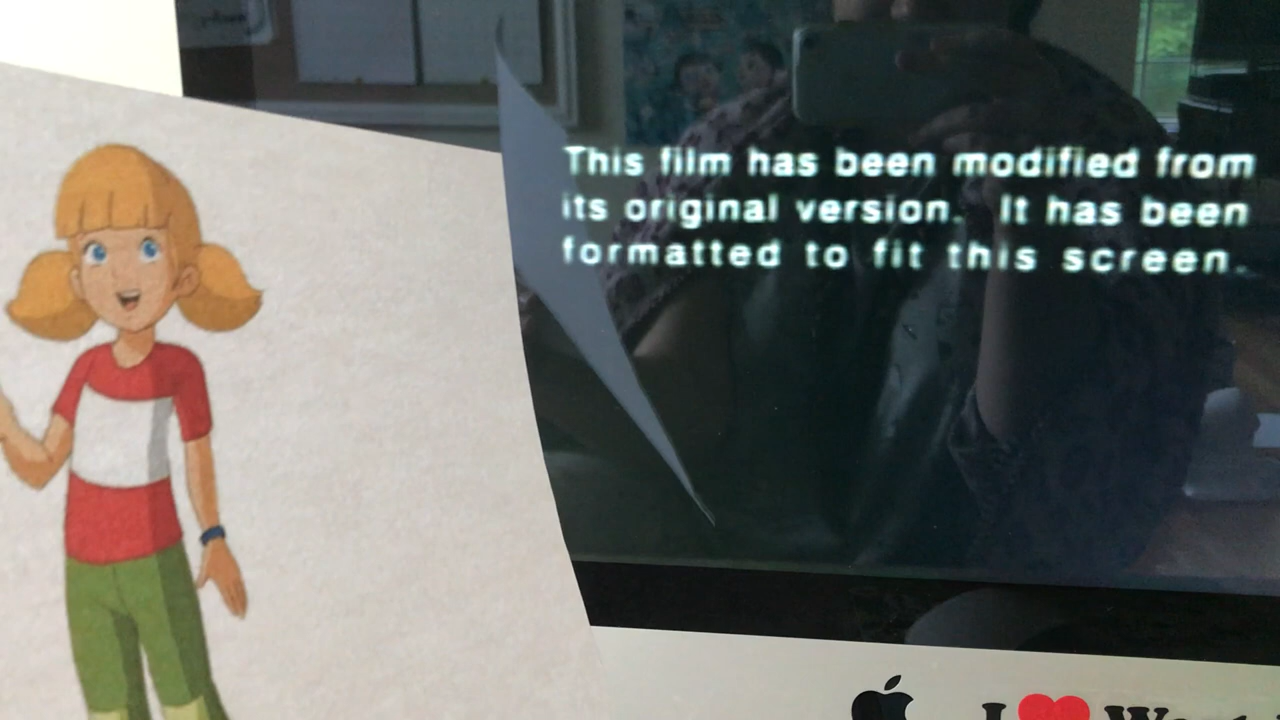 This film has been modified from
its original version. It has been
formatted to fit this screen.
I